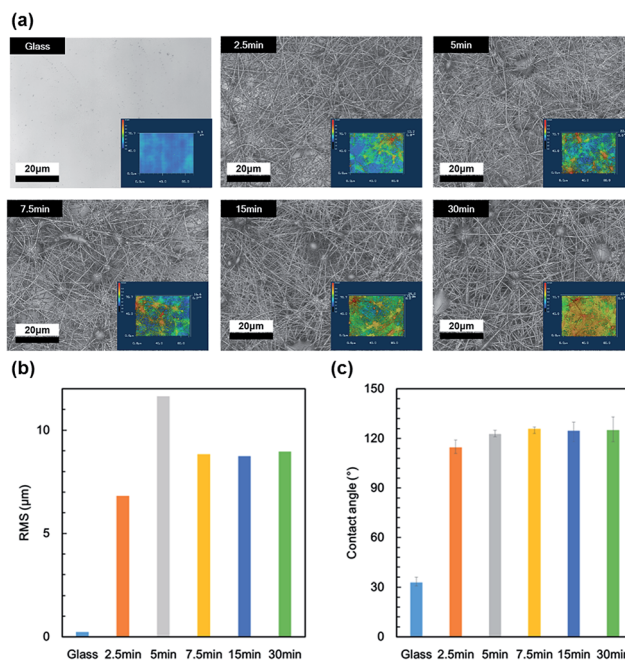 (a)
Glass
2.5min
5min
20μm
20μm
20μm
7.5min
15min
30min
20μm
20μm
20μm
(b)
(c)
RMS (μm)
10
5
0
Glass 2.5min 5min 7.5min 15min 30min
Contact angle (°)
150
120
90
60
30
0
Glass 2.5min 5min 7.5min 15min 30min